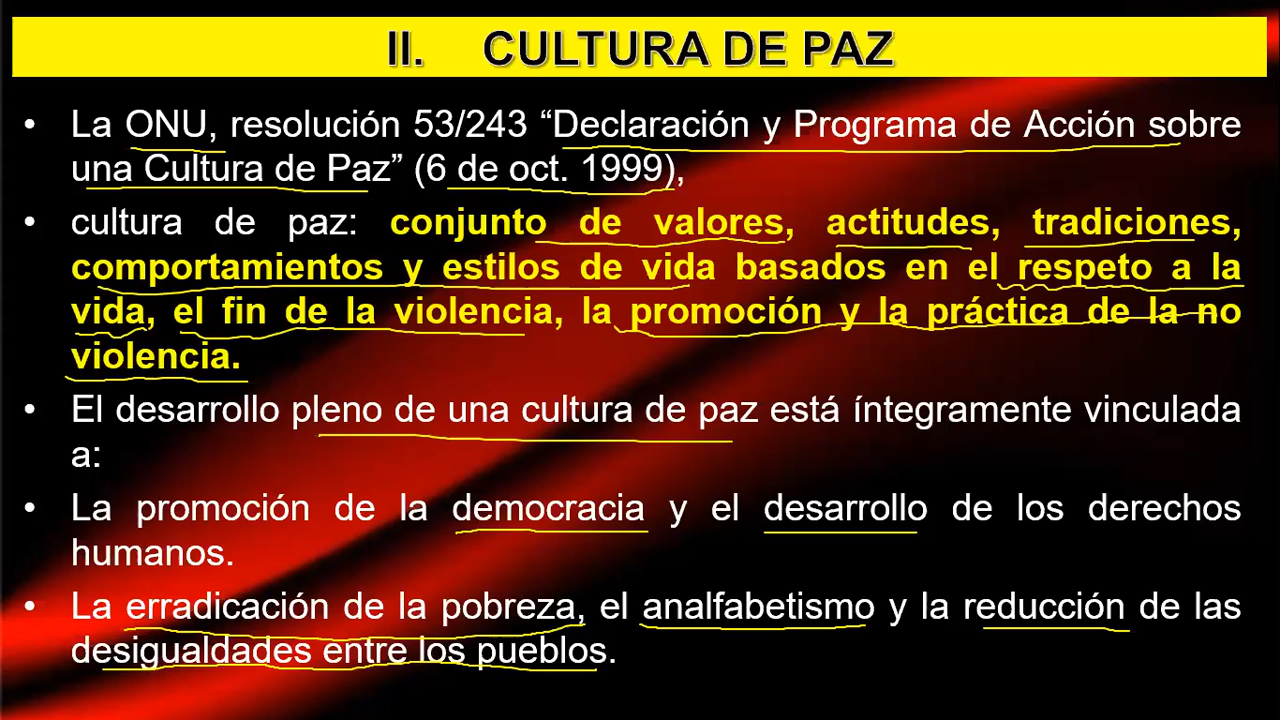 II. CULTURA DE PAZ
• La ONU, resolución 53/243 “Declaración y Programa de Acción sobre
una Cultura de Paz” (6 de oct. 1999),
• cultura de paz: conjunto de valores, actitudes, tradiciones,
comportamientos y estilos de vida basados en el respeto a la
vida, el fin de la violencia, la promoción y la práctica de la no
violencia.
• El desarrollo pleno de una cultura de paz está íntegramente vinculada
a:
• La promoción de la democracia y el desarrollo de los derechos
humanos.
• La erradicación de la pobreza, el analfabetismo y la reducción de las
desigualdades entre los pueblos.